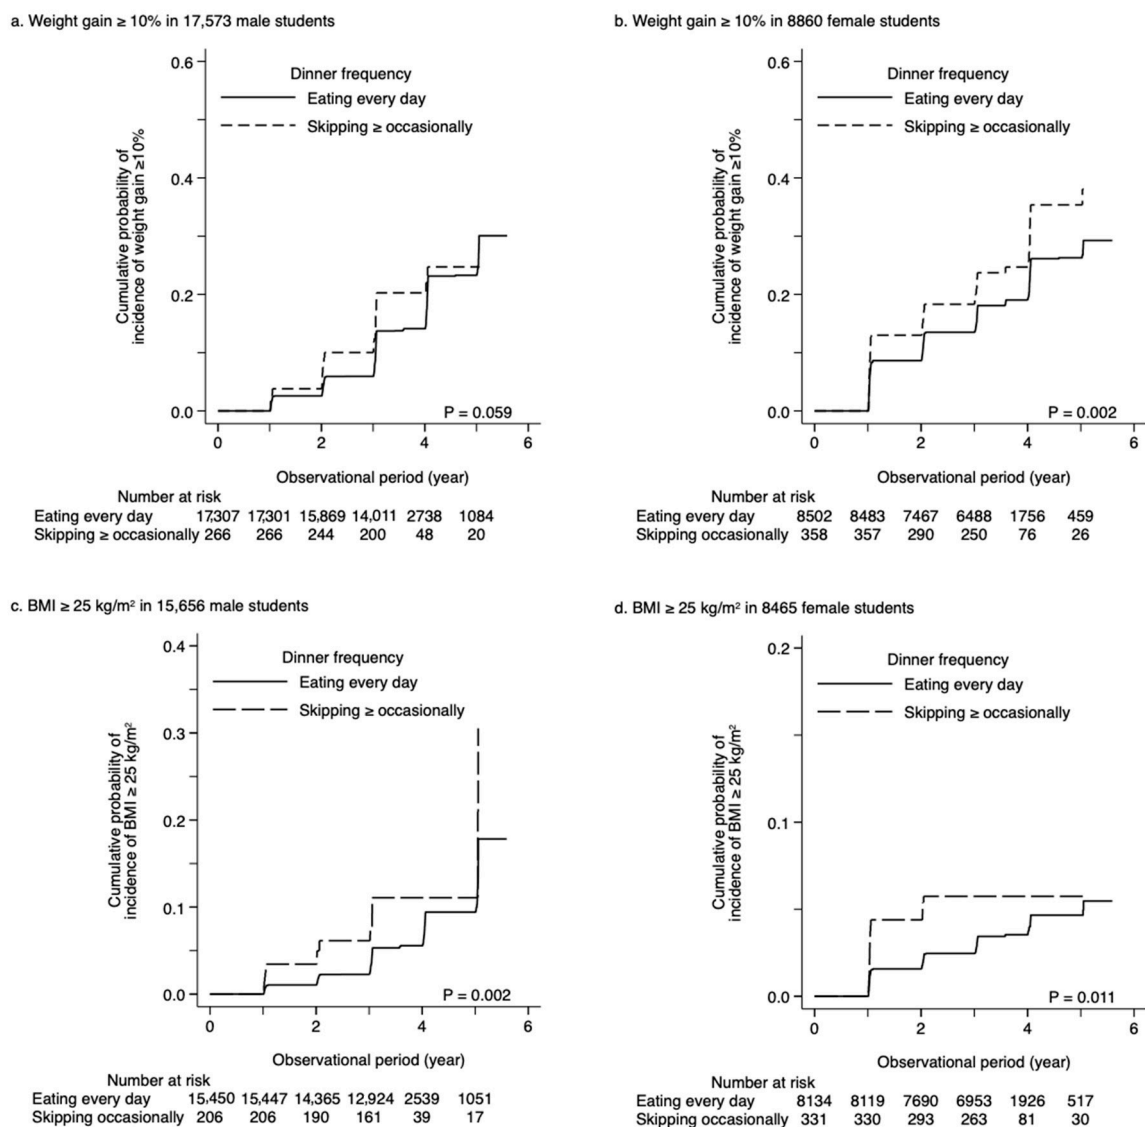 a. Weight gain ≥ 10% in 17,573 male students
Dinner frequency
Eating every day
Skipping ≥ occasionally
Cumulative probability of
incidence of weight gain ≥10%
0.6
0.4
0.2
0.0
P = 0.059
0 2 4 6
Observational period (year)
Number at risk
Eating every day 17,307 17,301 15,869 14,011 2738 1084
Skipping ≥ occasionally 266 266 244 200 48 20
b. Weight gain ≥ 10% in 8860 female students
Dinner frequency
Eating every day
Skipping ≥ occasionally
Cumulative probability of
incidence of weight gain ≥10%
0.6
0.4
0.2
0.0
P = 0.002
0 2 4 6
Observational period (year)
Number at risk
Eating every day 8502 8483 7467 6488 1756 459
Skipping occasionally 358 357 290 250 76 26
c. BMI ≥ 25 kg/m² in 15,656 male students
Dinner frequency
Eating every day
Skipping ≥ occasionally
Cumulative probability of
incidence of BMI ≥ 25 kg/m²
0.4
0.3
0.2
0.1
0.0
P = 0.002
0 2 4 6
Observational period (year)
Number at risk
Eating every day 15,450 15,447 14,365 12,924 2539 1051
Skipping occasionally 206 206 190 161 39 17
d. BMI ≥ 25 kg/m² in 8465 female students
Dinner frequency
Eating every day
Skipping ≥ occasionally
Cumulative probability of
incidence of BMI ≥ 25 kg/m²
0.2
0.1
0.0
P = 0.011
0 2 4 6
Observational period (year)
Number at risk
Eating every day 8134 8119 7690 6953 1926 517
Skipping occasionally 331 330 293 263 81 30